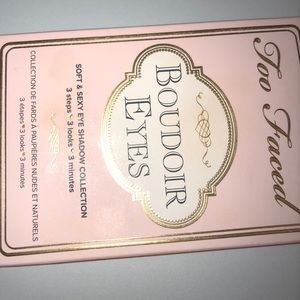 Too Faced
BOUDOIR
EYES
SOFT & SEXY EYE SHADOW COLLECTION
3 steps 3 looks 3 minutes
COLLECTION DE FARDS À PAUPIÈRES NUDES ET NATURELS
3 étapes 3 looks 3 minutes